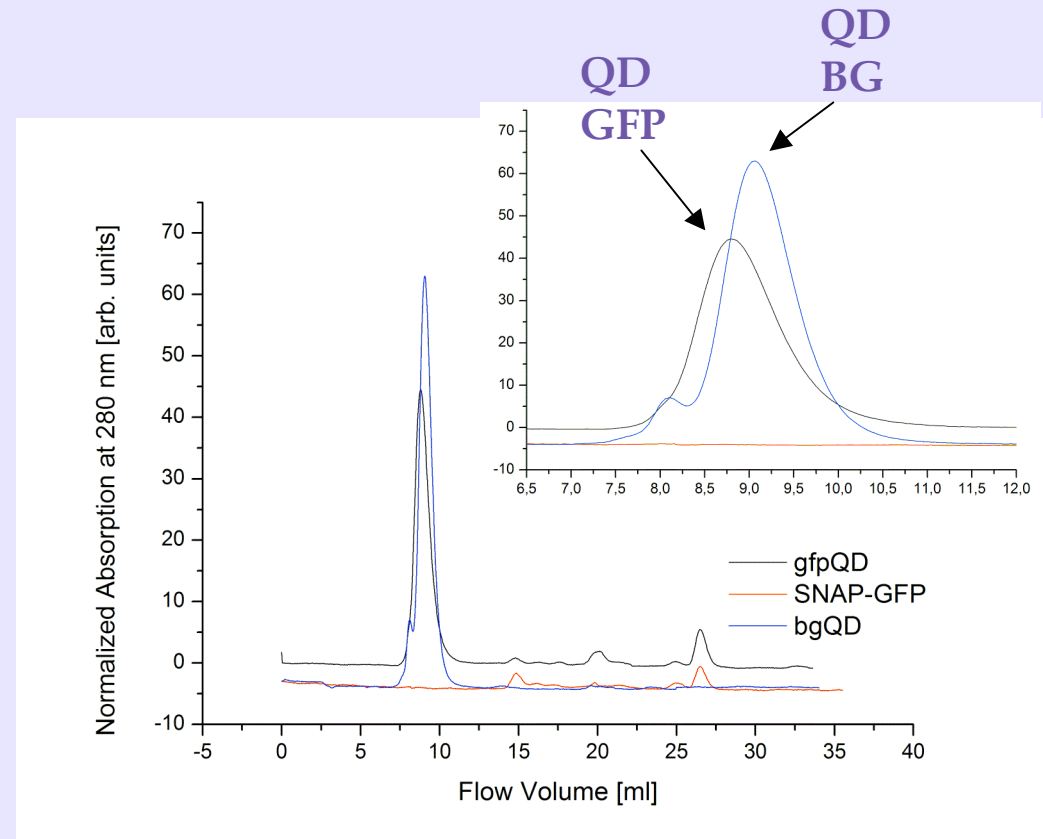 QD
BG
QD
GFP
70
60
50
40
30
20
10
0
-10
6,5 7,0 7,5 8,0 8,5 9,0 9,5 10,0 10,5 11,0 11,5 12,0
Normalized Absorption at 280 nm [arb. units]
70
60
50
40
30
20
10
0
-10
gfpQD
SNAP-GFP
bgQD
-5 0 5 10 15 20 25 30 35 40
Flow Volume [ml]